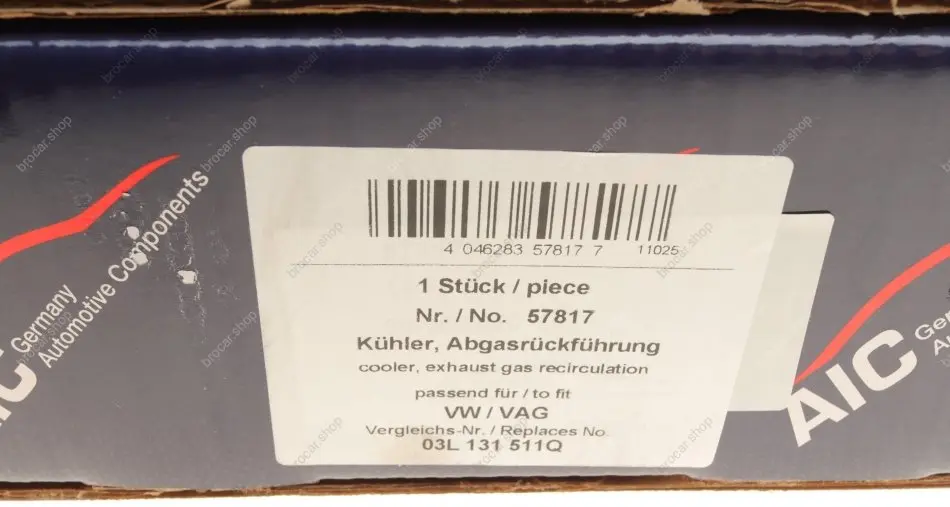 4 046283 57817 7 11025
1 Stück / piece
Nr. / No. 57817
Kühler, Abgasrückführung
cooler, exhaust gas recirculation
passend für / to fit
VW / VAG
Vergleichs-Nr. / Replaces No.
03L 131 511Q
Germany
Automotive Components
AIC
brocar.shop